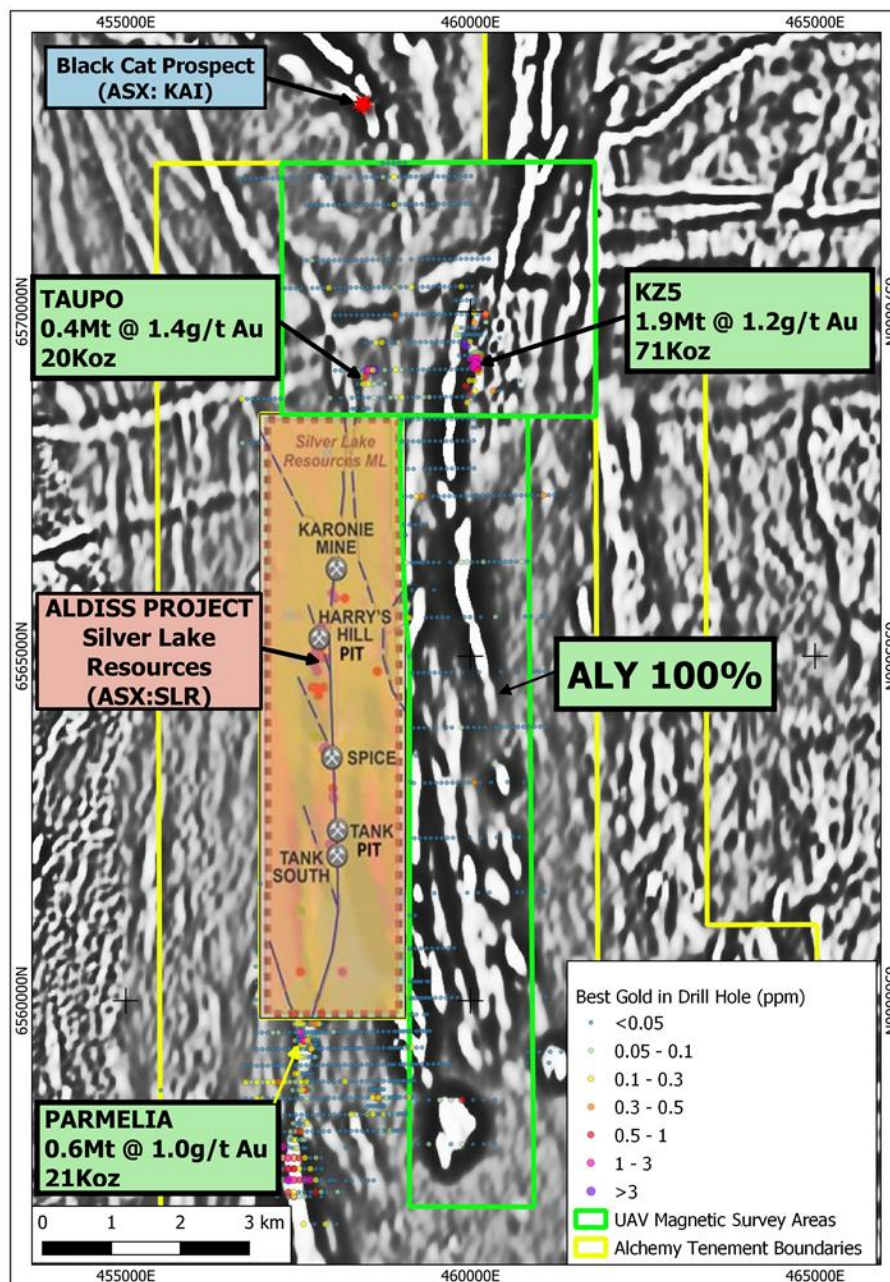 455000E
460000E
465000E
Black Cat Prospect
(ASX: KAI)
6570000N
6570000N
TAUPO
0.4Mt @ 1.4g/t Au
20Koz
KZ5
1.9Mt @ 1.2g/t Au
71Koz
Silver Lake
Resources ML
KARONIE
MINE
HARRY'S
HILL
PIT
ALDISS PROJECT
Silver Lake
Resources
(ASX:SLR)
6565000N
6565000N
ALY 100%
SPICE
TANK
PIT
TANK
SOUTH
6560000N
6560000N
PARMELIA
0.6Mt @ 1.0g/t Au
21Koz
Best Gold in Drill Hole (ppm)
<0.05
0.05 - 0.1
0.1 - 0.3
0.3 - 0.5
0.5 - 1
1 - 3
>3
UAV Magnetic Survey Areas
Alchemy Tenement Boundaries
0 1 2 3 km
455000E
460000E
465000E